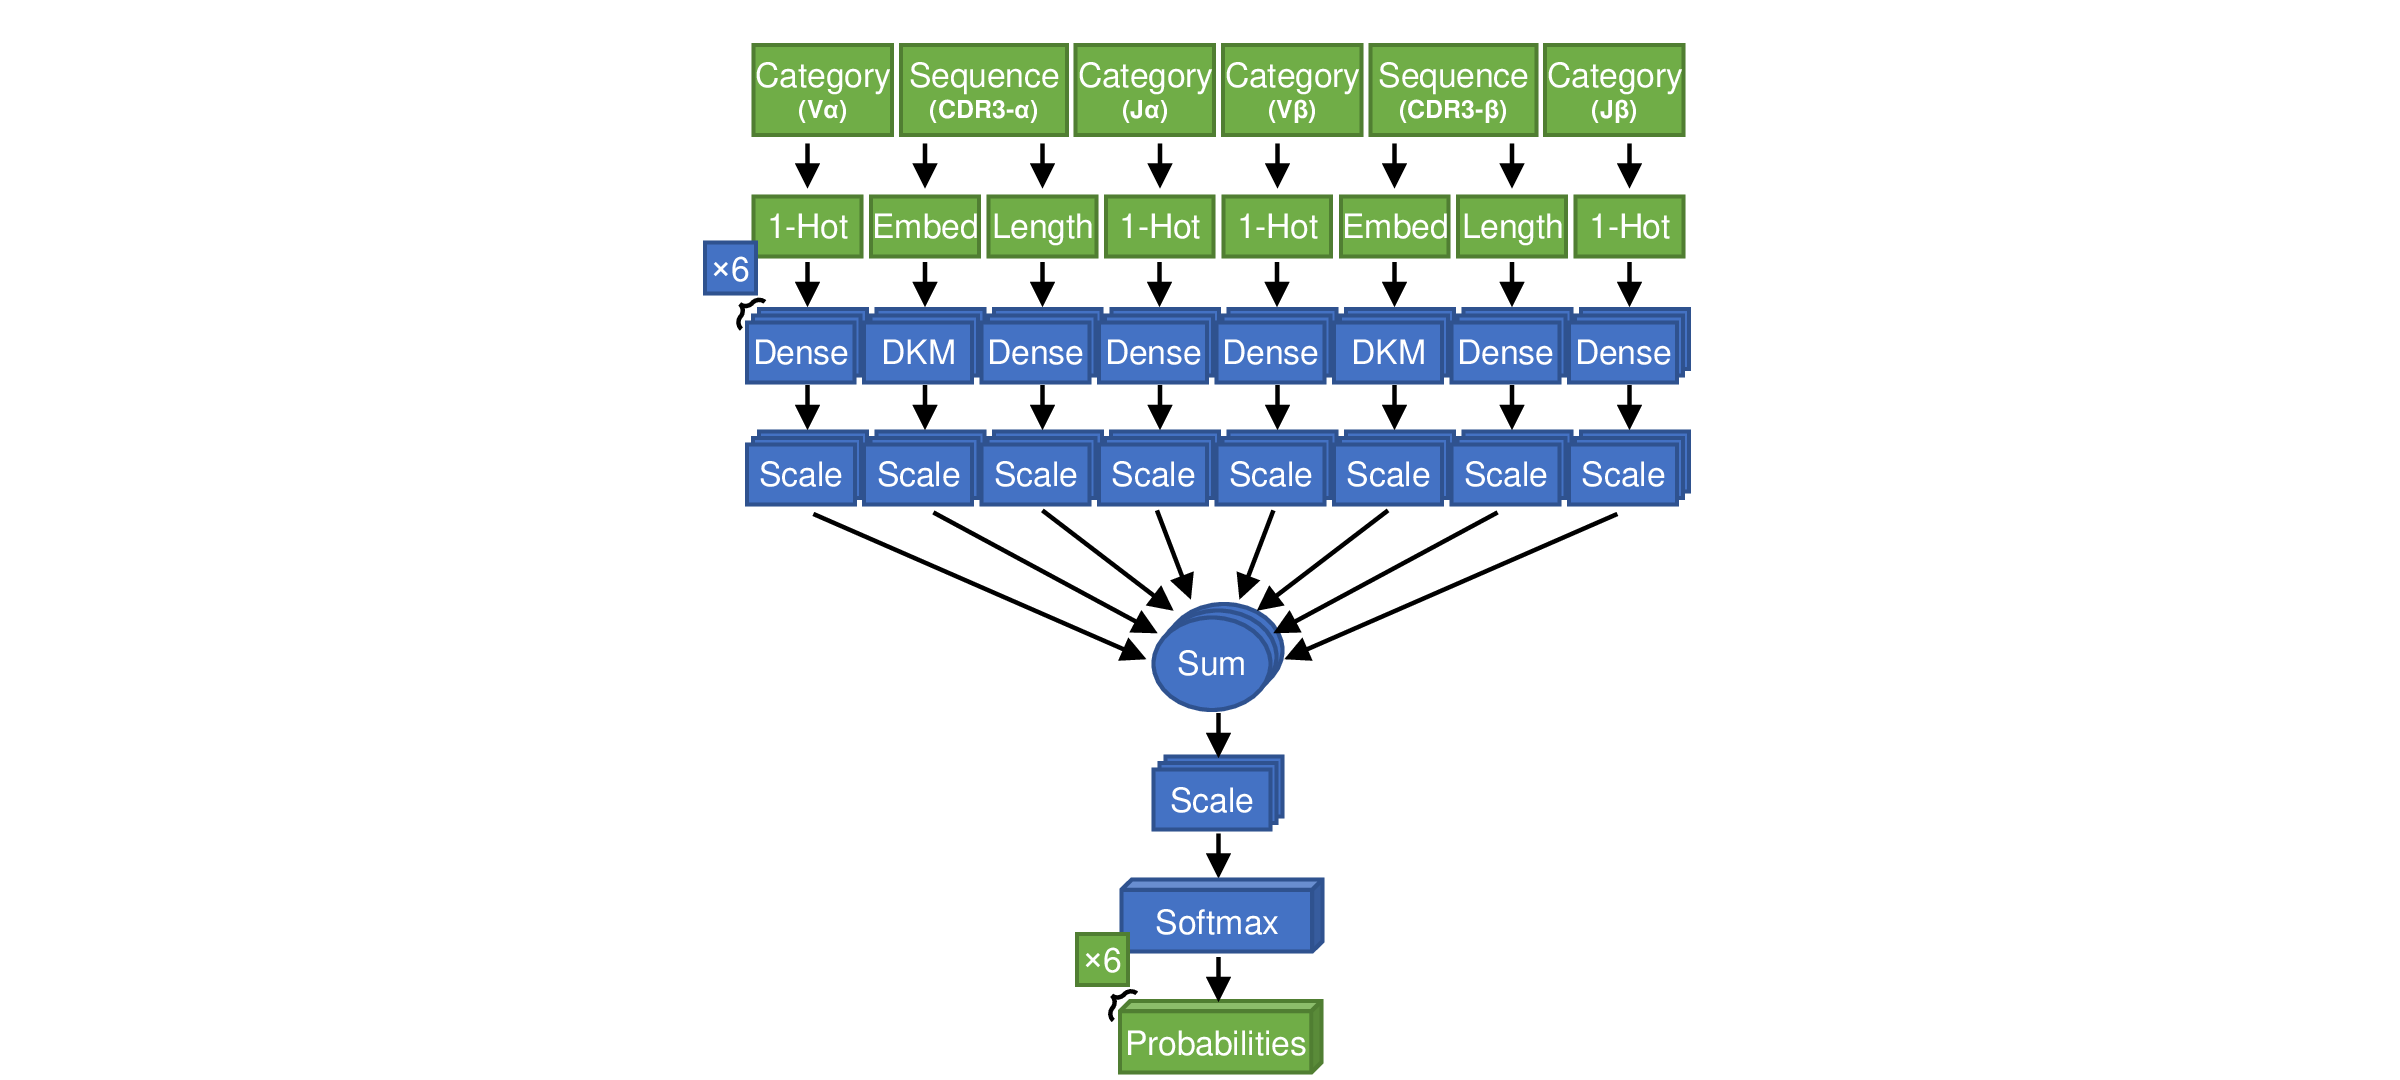 Category Sequence Category Category Sequence Category
(Vα) (CDR3-α) (Jα) (Vβ) (CDR3-β) (Jβ)
1-Hot Embed Length 1-Hot 1-Hot Embed Length 1-Hot
×6
Dense DKM Dense Dense Dense DKM Dense Dense
Scale Scale Scale Scale Scale Scale Scale Scale
Sum
Scale
Softmax
×6
Probabilities